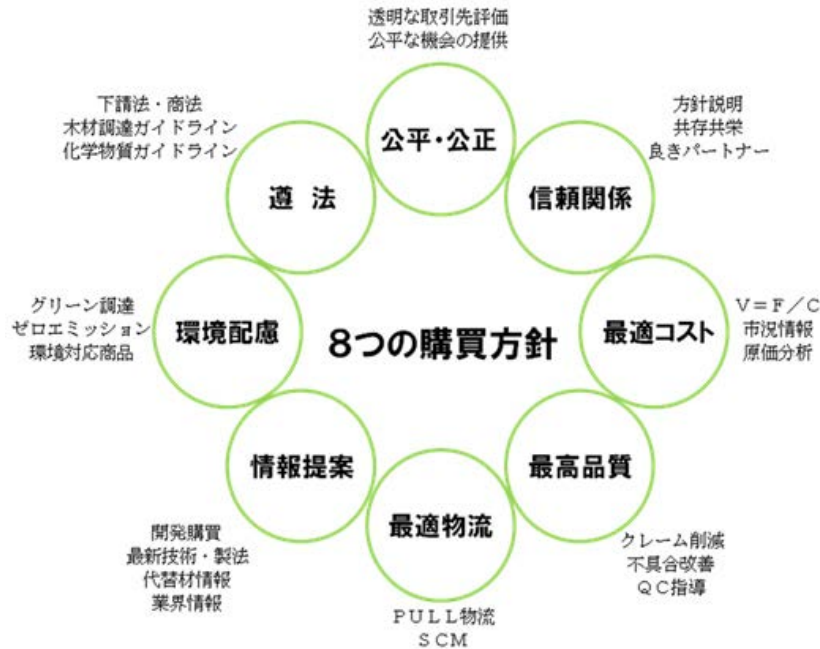 透明な取引先評価
公平な機会の提供
公平・公正
方針説明
共存共栄
良きパートナー
信頼関係
V＝F／C
市況情報
原価分析
最適コスト
クレーム削減
不具合改善
QC指導
最高品質
PULL物流
SCM
最適物流
開発購買
最新技術・製法
代替材情報
業界情報
情報提案
グリーン調達
ゼロエミッション
環境対応商品
環境配慮
下請法・商法
木材調達ガイドライン
化学物質ガイドライン
遵 法
8つの購買方針